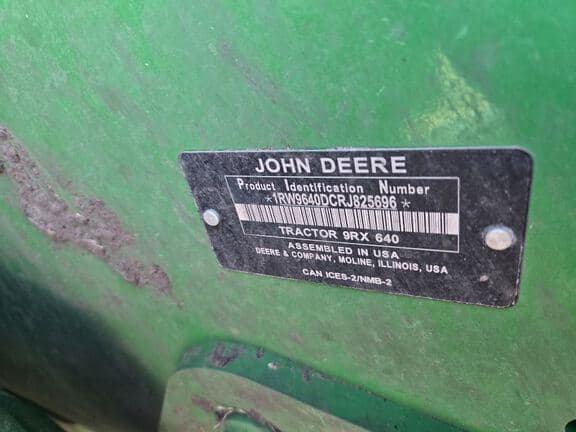 JOHN DEERE
Product Identification Number
*1RW9640DCRJ825696*
TRACTOR 9RX 640
ASSEMBLED IN USA
DEERE & COMPANY, MOLINE, ILLINOIS, USA
CAN ICES-2/NMB-2